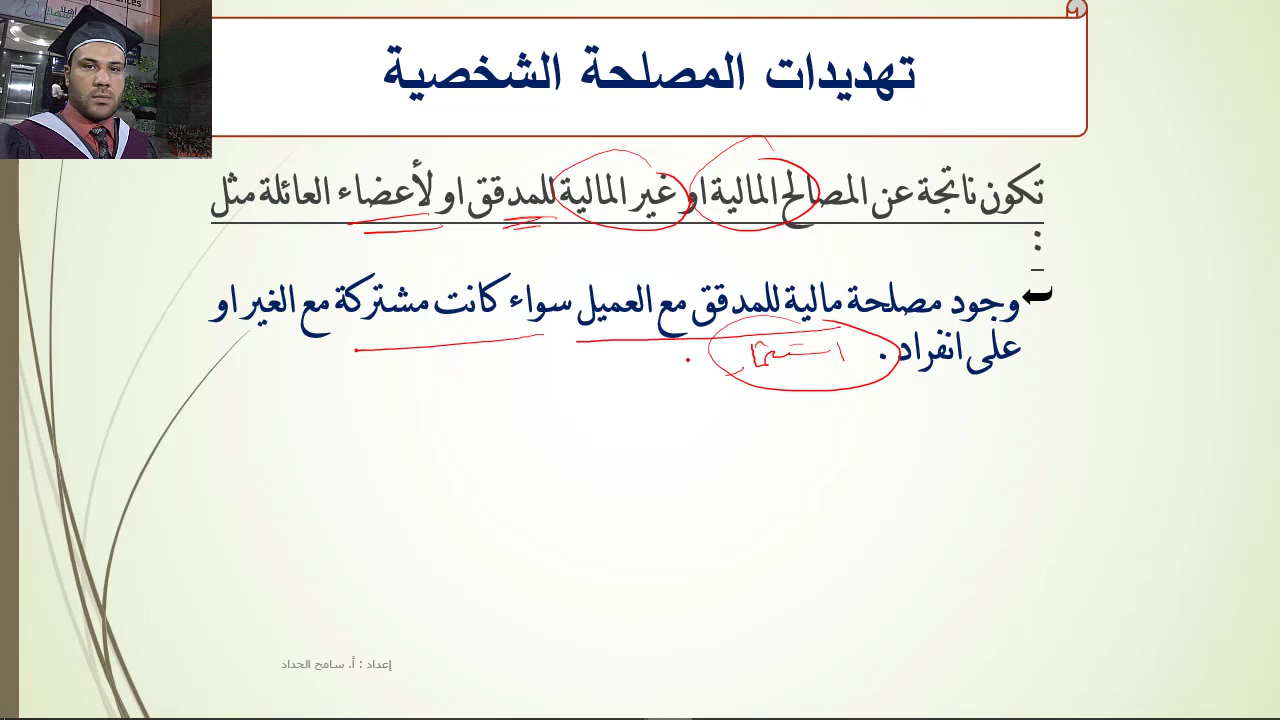 تهديدات المصلحة الشخصية
تكون ناتجة عن المصالح المالية او غير المالية للمدقق او لأعضاء العائلة مثل
:
وجود مصلحة مالية للمدقق مع العميل سواء كانت مشتركة مع الغير او
على انفراد .
إعداد : أ. سامح الحداد